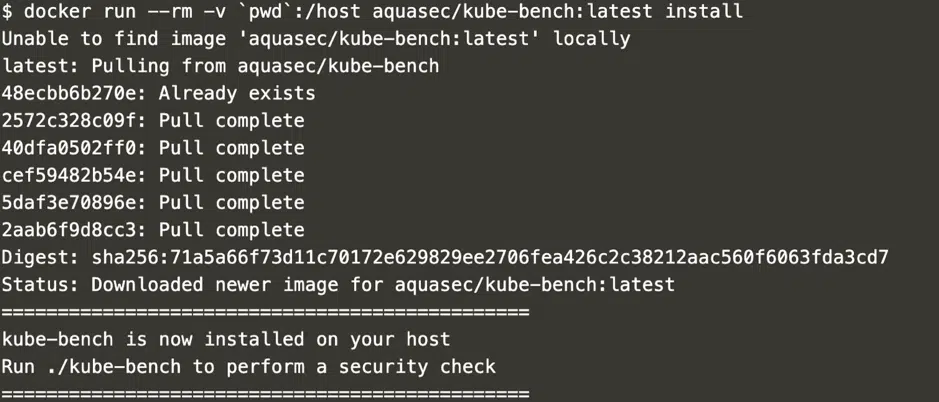 $ docker run --rm -v `pwd`:/host aquasec/kube-bench:latest install
Unable to find image 'aquasec/kube-bench:latest' locally
latest: Pulling from aquasec/kube-bench
48ecbb6b270e: Already exists
2572c328c09f: Pull complete
40dfa0502ff0: Pull complete
cef59482b54e: Pull complete
5daf3e70896e: Pull complete
2aab6f9d8cc3: Pull complete
Digest: sha256:71a5a66f73d11c70172e629829ee2706fea426c2c38212aac560f6063fda3cd7
Status: Downloaded newer image for aquasec/kube-bench:latest
===============================================
kube-bench is now installed on your host
Run ./kube-bench to perform a security check
===============================================